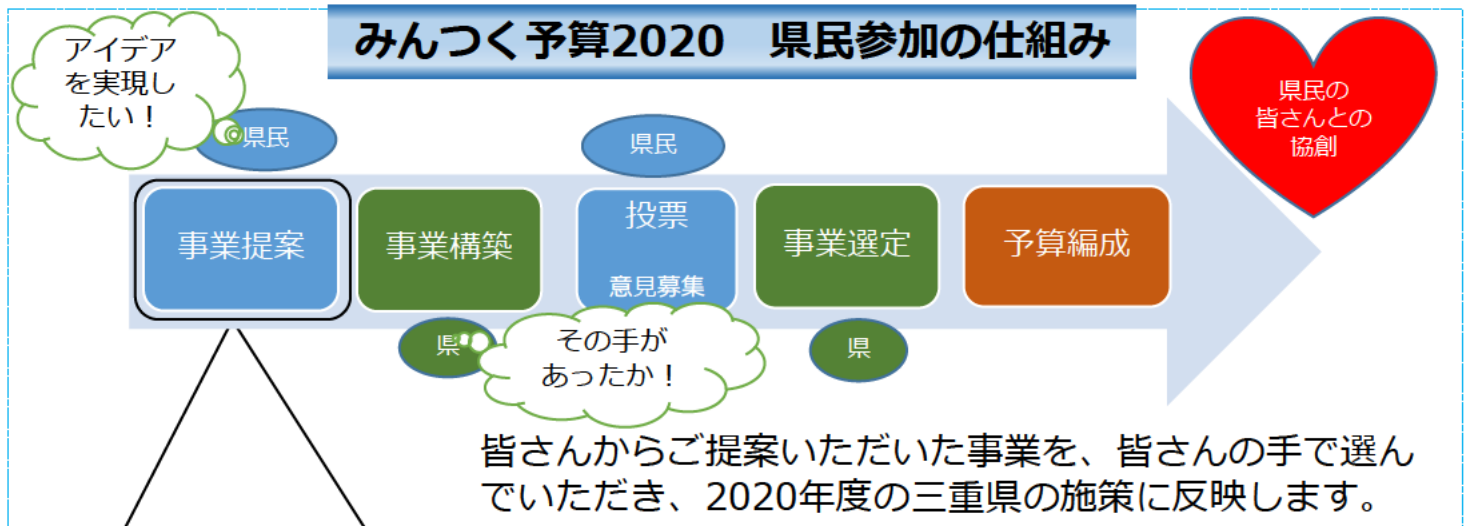 みんつく予算2020　県民参加の仕組み
アイデア
を実現し
たい！
県民
県民
県民の
皆さんとの
協創
事業提案
事業構築
投票
意見募集
事業選定
予算編成
県
その手が
あったか！
県
皆さんからご提案いただいた事業を、皆さんの手で選ん
でいただき、2020年度の三重県の施策に反映します。